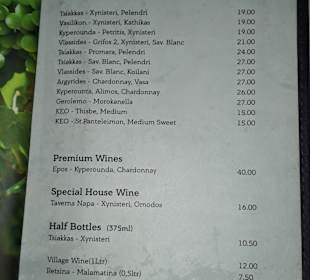 Tsiakkas - Xynisteri, Pelendri 19.00
Vasilikon - Xynisteri, Kathikas 19.00
Kyperounda - Petritis, Xynisteri 19.00
Vlassides - Grifos 2, Xynisteri, Sav. Blanc 21.00
Tsiakkas - Promara, Pelendri 24.00
Tsiakkas - Sav. Blanc, Pelendri 27.00
Vlassides - Sav. Blanc, Koilani 27.00
Argyrides - Chardonnay, Vasa 27.00
Kyperounta, Alimos, Chardonnay 26.00
Gerolemo - Morokanella 27.00
KEO - Thisbe, Medium 15.00
KEO - St.Panteleimon, Medium Sweet 15.00
Premium Wines
Epos - Kyperounda, Chardonnay 40.00
Special House Wine
Taverna Napa - Xynisteri, Omodos 16.00
Half Bottles (375ml)
Tsiakkas - Xynisteri 10.50
Village Wine(1Ltr) 12.00
Retsina - Malamatina (0,5ltr) 7.50